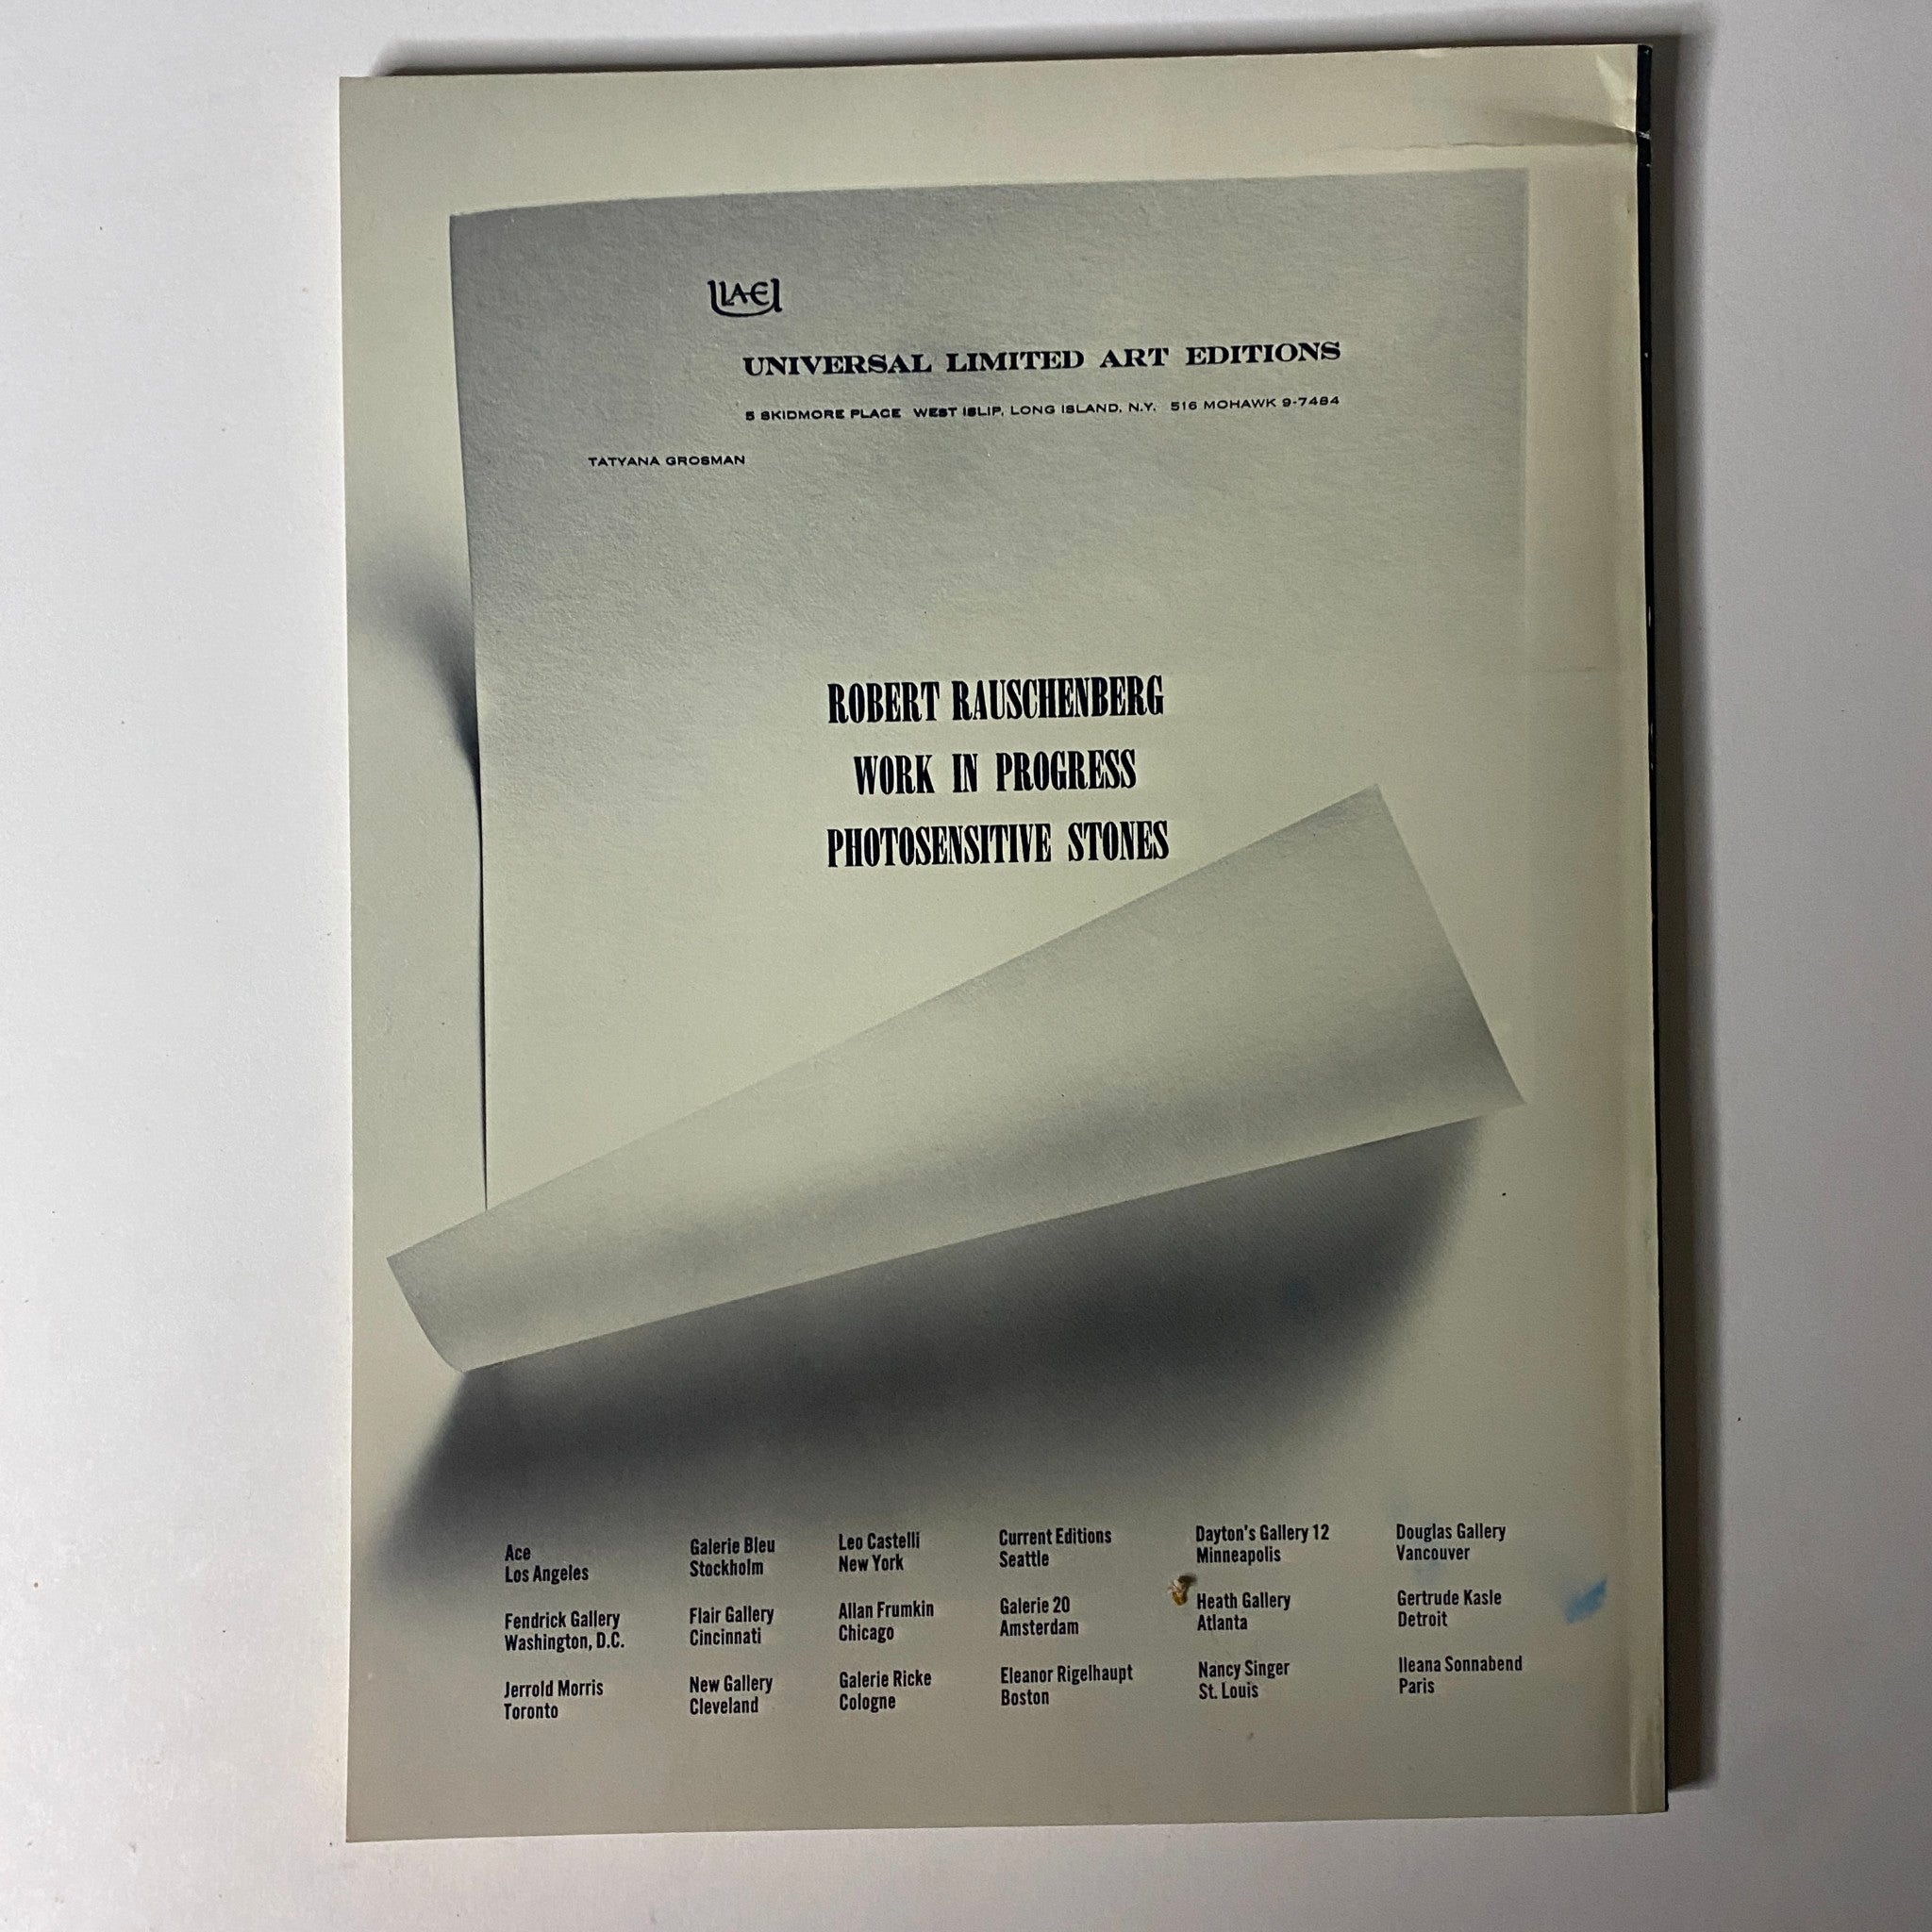 ULAE
UNIVERSAL LIMITED ART EDITIONS
5 SKIDMORE PLACE WEST ISLIP, LONG ISLAND, N.Y. 516 MOHAWK 9-7484
TATYANA GROSMAN
ROBERT RAUSCHENBERG
WORK IN PROGRESS
PHOTOSENSITIVE STONES
Ace
Los Angeles
Galerie Bleu
Stockholm
Leo Castelli
New York
Current Editions
Seattle
Dayton's Gallery 12
Minneapolis
Douglas Gallery
Vancouver
Fendrick Gallery
Washington, D.C.
Flair Gallery
Cincinnati
Allan Frumkin
Chicago
Galerie 20
Amsterdam
Heath Gallery
Atlanta
Gertrude Kasle
Detroit
Jerrold Morris
Toronto
New Gallery
Cleveland
Galerie Ricke
Cologne
Eleanor Rigelhaupt
Boston
Nancy Singer
St. Louis
Ileana Sonnabend
Paris